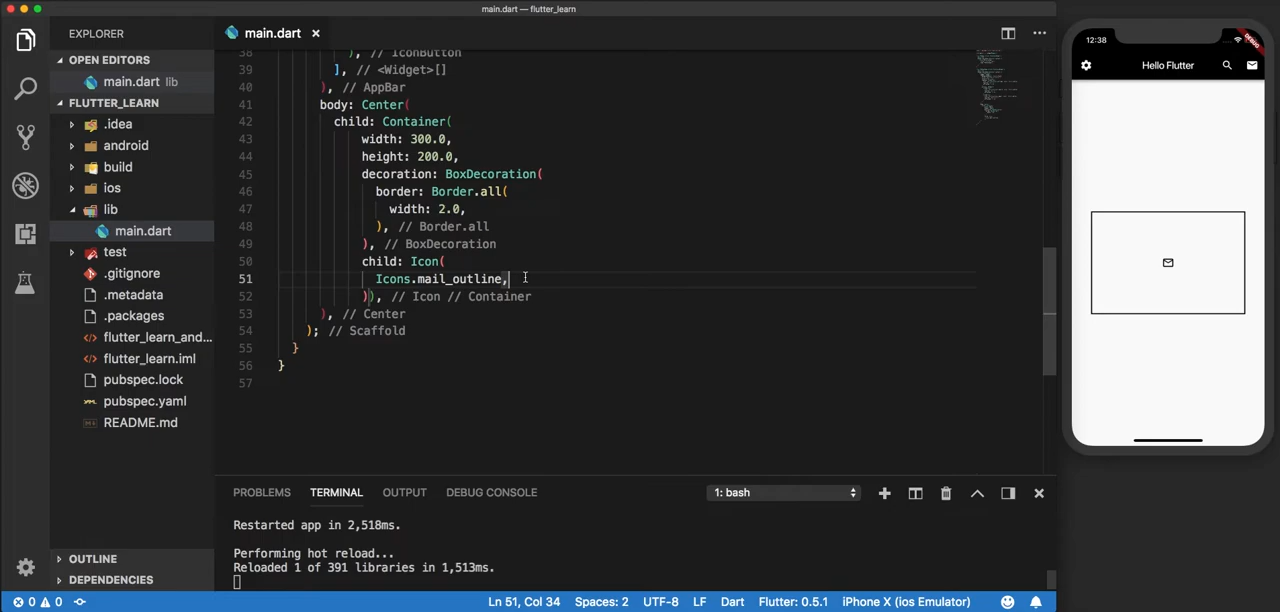 main.dart — flutter_learn
EXPLORER
OPEN EDITORS
main.dart lib
FLUTTER_LEARN
.idea
android
build
ios
lib
main.dart
test
.gitignore
.metadata
.packages
flutter_learn_and...
flutter_learn.iml
pubspec.lock
pubspec.yaml
README.md
OUTLINE
DEPENDENCIES
main.dart
38 ), // IconButton
39 ], // <Widget>[]
40 ), // AppBar
41 body: Center(
42 child: Container(
43 width: 300.0,
44 height: 200.0,
45 decoration: BoxDecoration(
46 border: Border.all(
47 width: 2.0,
48 ), // Border.all
49 ), // BoxDecoration
50 child: Icon(
51 Icons.mail_outline,
52 )), // Icon // Container
53 ), // Center
54 ); // Scaffold
55 }
56 }
57
PROBLEMS TERMINAL OUTPUT DEBUG CONSOLE 1: bash
Restarted app in 2,518ms.
Performing hot reload...
Reloaded 1 of 391 libraries in 1,513ms.
0 0 Ln 51, Col 34 Spaces: 2 UTF-8 LF Dart Flutter: 0.5.1 iPhone X (ios Emulator)
12:38
DEBUG
Hello Flutter